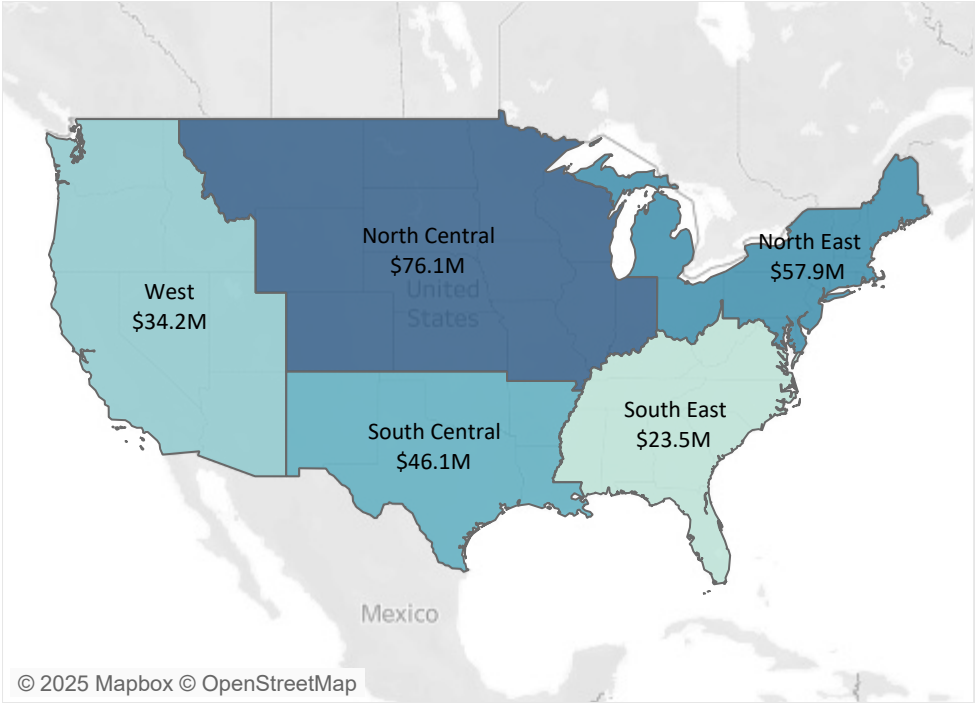 North Central
$76.1M
North East
$57.9M
West
$34.2M
United
States
South East
$23.5M
South Central
$46.1M
Mexico
© 2025 Mapbox © OpenStreetMap